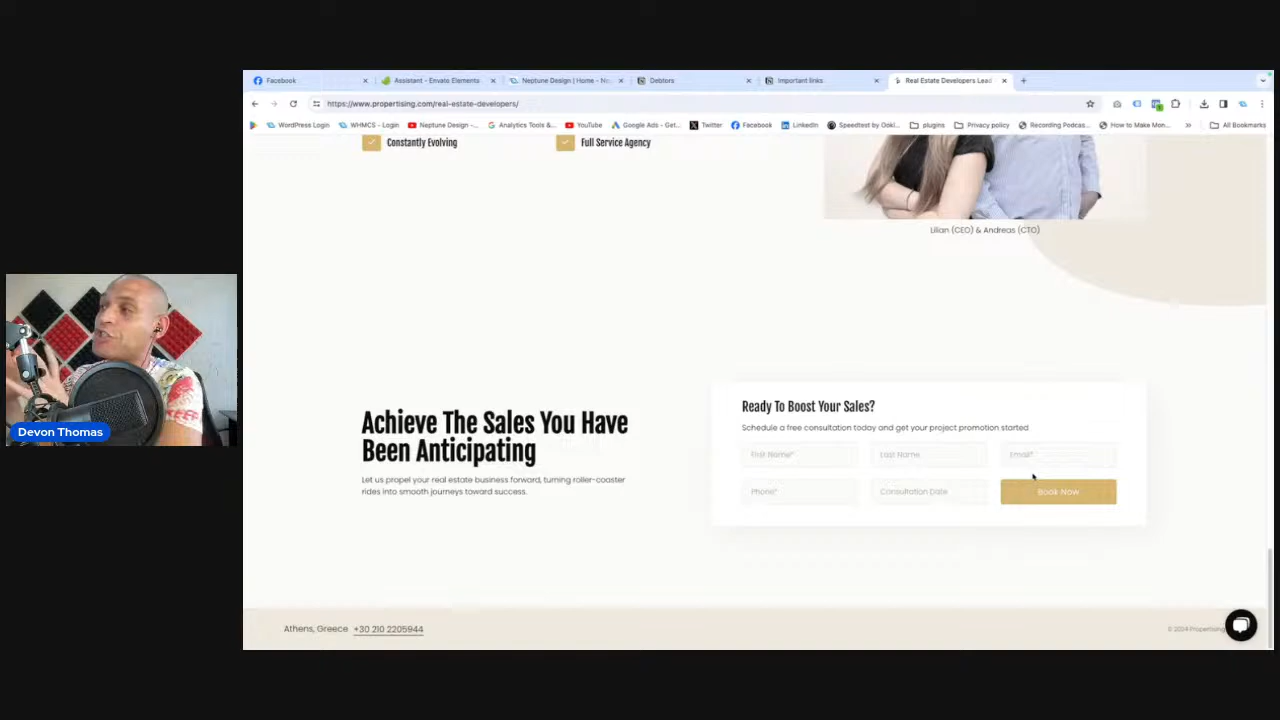 Facebook
Assistant - Envato Elements
Neptune Design | Home - Ne
Debtors
Important links
Real Estate Developers Lead
https://www.propertising.com/real-estate-developers/
WordPress Login
WHMCS - Login
Neptune Design -...
Analytics Tools &...
YouTube
Google Ads - Get...
Twitter
Facebook
LinkedIn
Speedtest by Ookl...
plugins
Privacy policy
Recording Podcas...
How to Make Mon...
All Bookmarks
Constantly Evolving
Full Service Agency
Lilian (CEO) & Andreas (CTO)
Devon Thomas
Achieve The Sales You Have
Been Anticipating
Let us propel your real estate business forward, turning roller-coaster
rides into smooth journeys toward success.
Ready To Boost Your Sales?
Schedule a free consultation today and get your project promotion started
First Name*
Last Name
Email*
Phone*
Consultation Date
Book Now
Athens, Greece +30 210 2205944
© 2024 Propertising